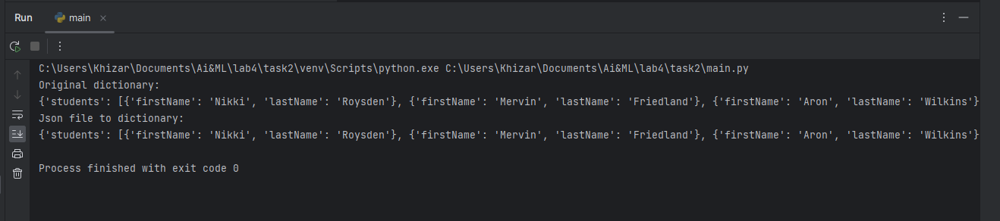 Run main
C:\Users\Khizar\Documents\Ai&ML\lab4\task2\venv\Scripts\python.exe C:\Users\Khizar\Documents\Ai&ML\lab4\task2\main.py
Original dictionary:
{'students': [{'firstName': 'Nikki', 'lastName': 'Roysden'}, {'firstName': 'Mervin', 'lastName': 'Friedland'}, {'firstName': 'Aron', 'lastName': 'Wilkins'}
Json file to dictionary:
{'students': [{'firstName': 'Nikki', 'lastName': 'Roysden'}, {'firstName': 'Mervin', 'lastName': 'Friedland'}, {'firstName': 'Aron', 'lastName': 'Wilkins'}
Process finished with exit code 0